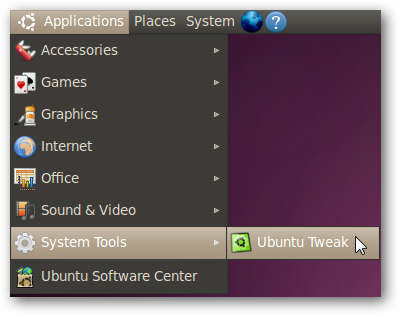 Applications Places System
Accessories
Games
Graphics
Internet
Office
Sound & Video
System Tools
Ubuntu Tweak
Ubuntu Software Center